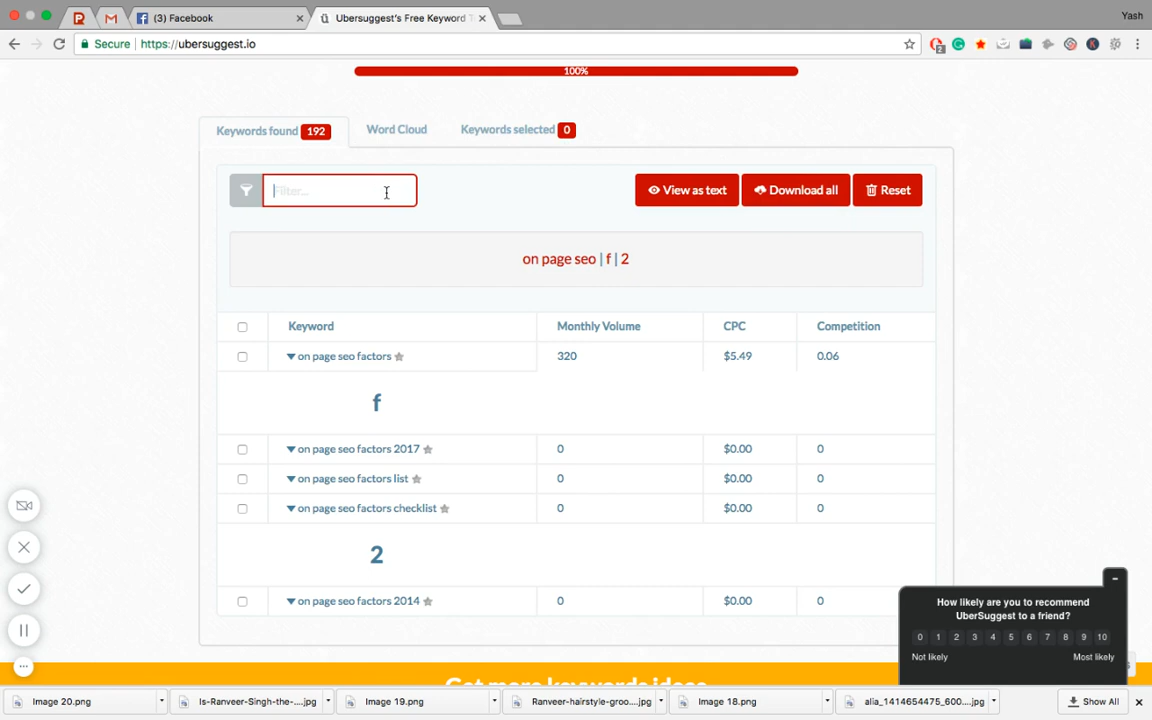 (3) Facebook
Ubersuggest's Free Keyword T
Yash
Secure
https://ubersuggest.io
2
100%
Keywords found 192
Word Cloud
Keywords selected 0
Filter...
View as text
Download all
Reset
on page seo | f | 2
Keyword Monthly Volume CPC Competition
on page seo factors 320 $5.49 0.06
f
on page seo factors 2017 0 $0.00 0
on page seo factors list 0 $0.00 0
on page seo factors checklist 0 $0.00 0
2
on page seo factors 2014 0 $0.00 0
How likely are you to recommend
UberSuggest to a friend?
0 1 2 3 4 5 6 7 8 9 10
Not likely Most likely
Get more keywords ideas
Image 20.png
Is-Ranveer-Singh-the-....jpg
Image 19.png
Ranveer-hairstyle-groo....jpg
Image 18.png
alia_1414654475_600....jpg
Show All